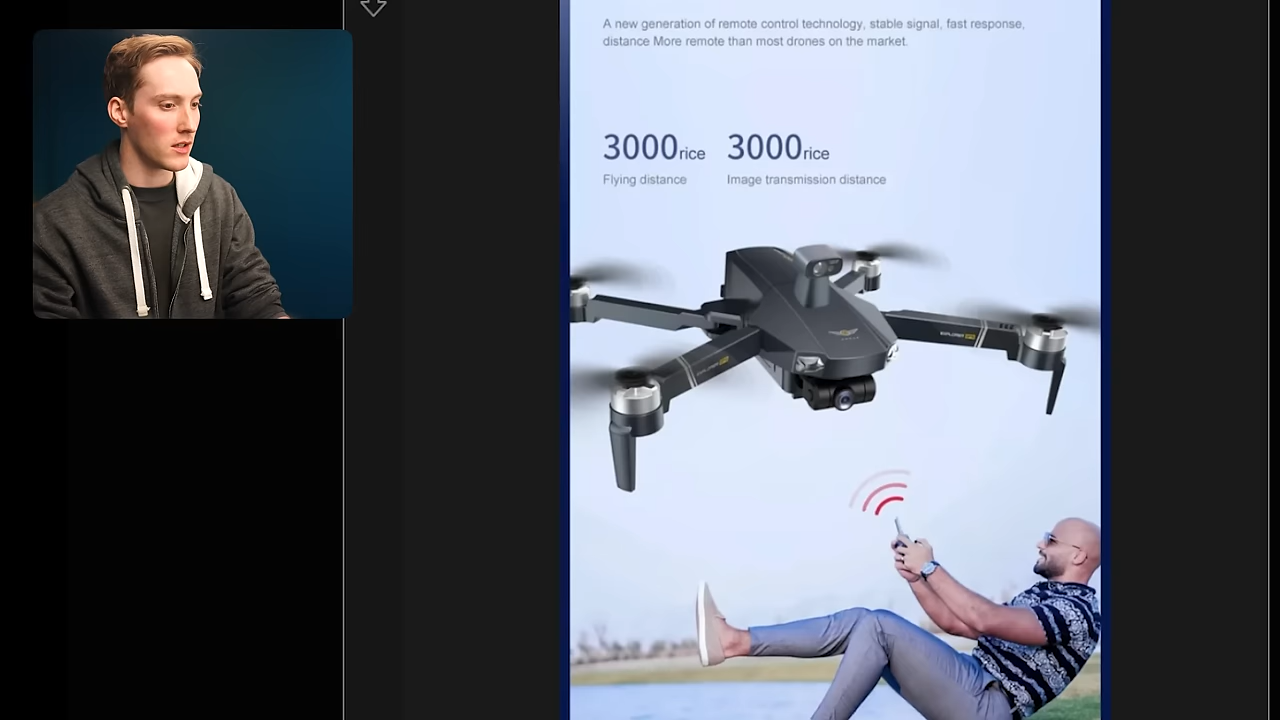 A new generation of remote control technology, stable signal, fast response,
distance More remote than most drones on the market.
3000rice 3000rice
Flying distance Image transmission distance